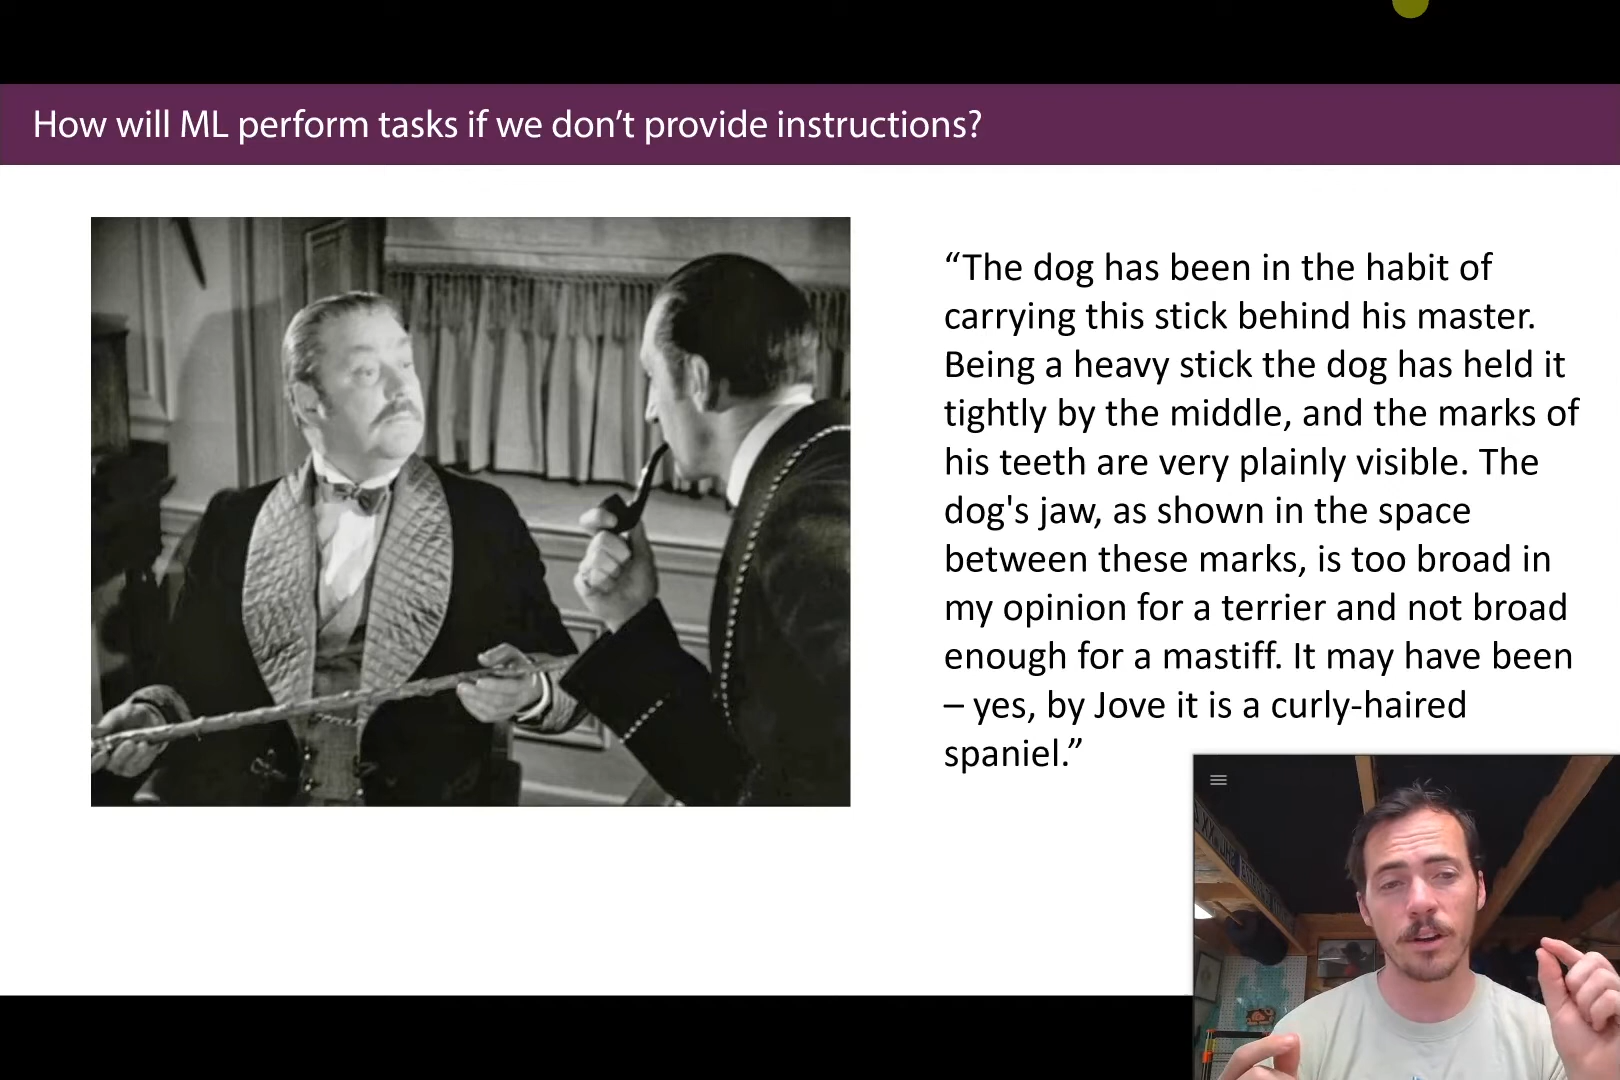 How will ML perform tasks if we don’t provide instructions?
“The dog has been in the habit of
carrying this stick behind his master.
Being a heavy stick the dog has held it
tightly by the middle, and the marks of
his teeth are very plainly visible. The
dog's jaw, as shown in the space
between these marks, is too broad in
my opinion for a terrier and not broad
enough for a mastiff. It may have been
– yes, by Jove it is a curly-haired
spaniel.”